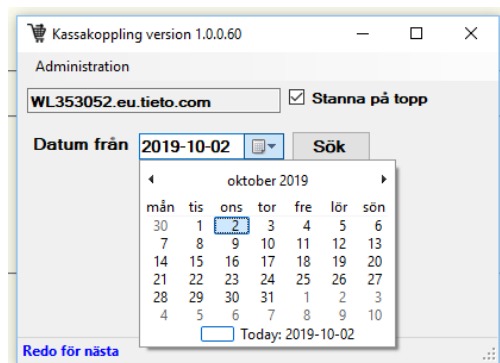 Kassakoppling version 1.0.0.60
Administration
WL353052.eu.tieto.com Stanna på topp
Datum från 2019-10-02 Sök
oktober 2019
mån tis ons tor fre lör sön
30 1 2 3 4 5 6
7 8 9 10 11 12 13
14 15 16 17 18 19 20
21 22 23 24 25 26 27
28 29 30 31 1 2 3
4 5 6 7 8 9 10
Today: 2019-10-02
Redo för nästa